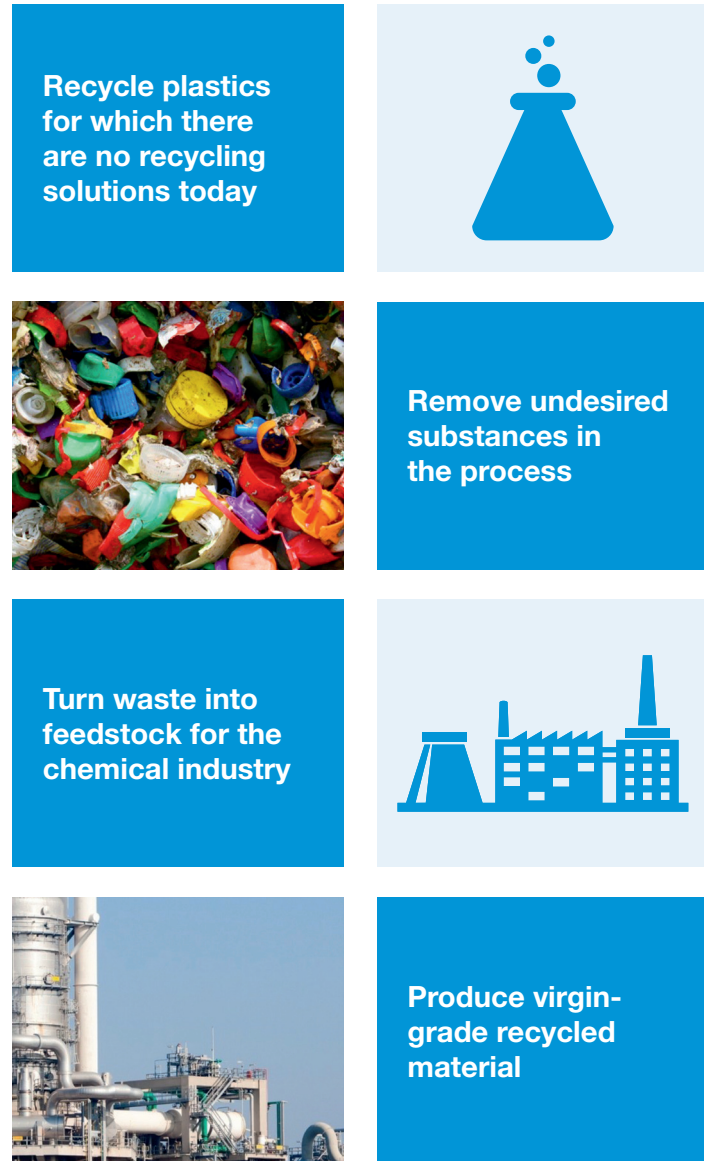 Recycle plastics
for which there
are no recycling
solutions today
Remove undesired
substances in
the process
Turn waste into
feedstock for the
chemical industry
Produce virgin-
grade recycled
material